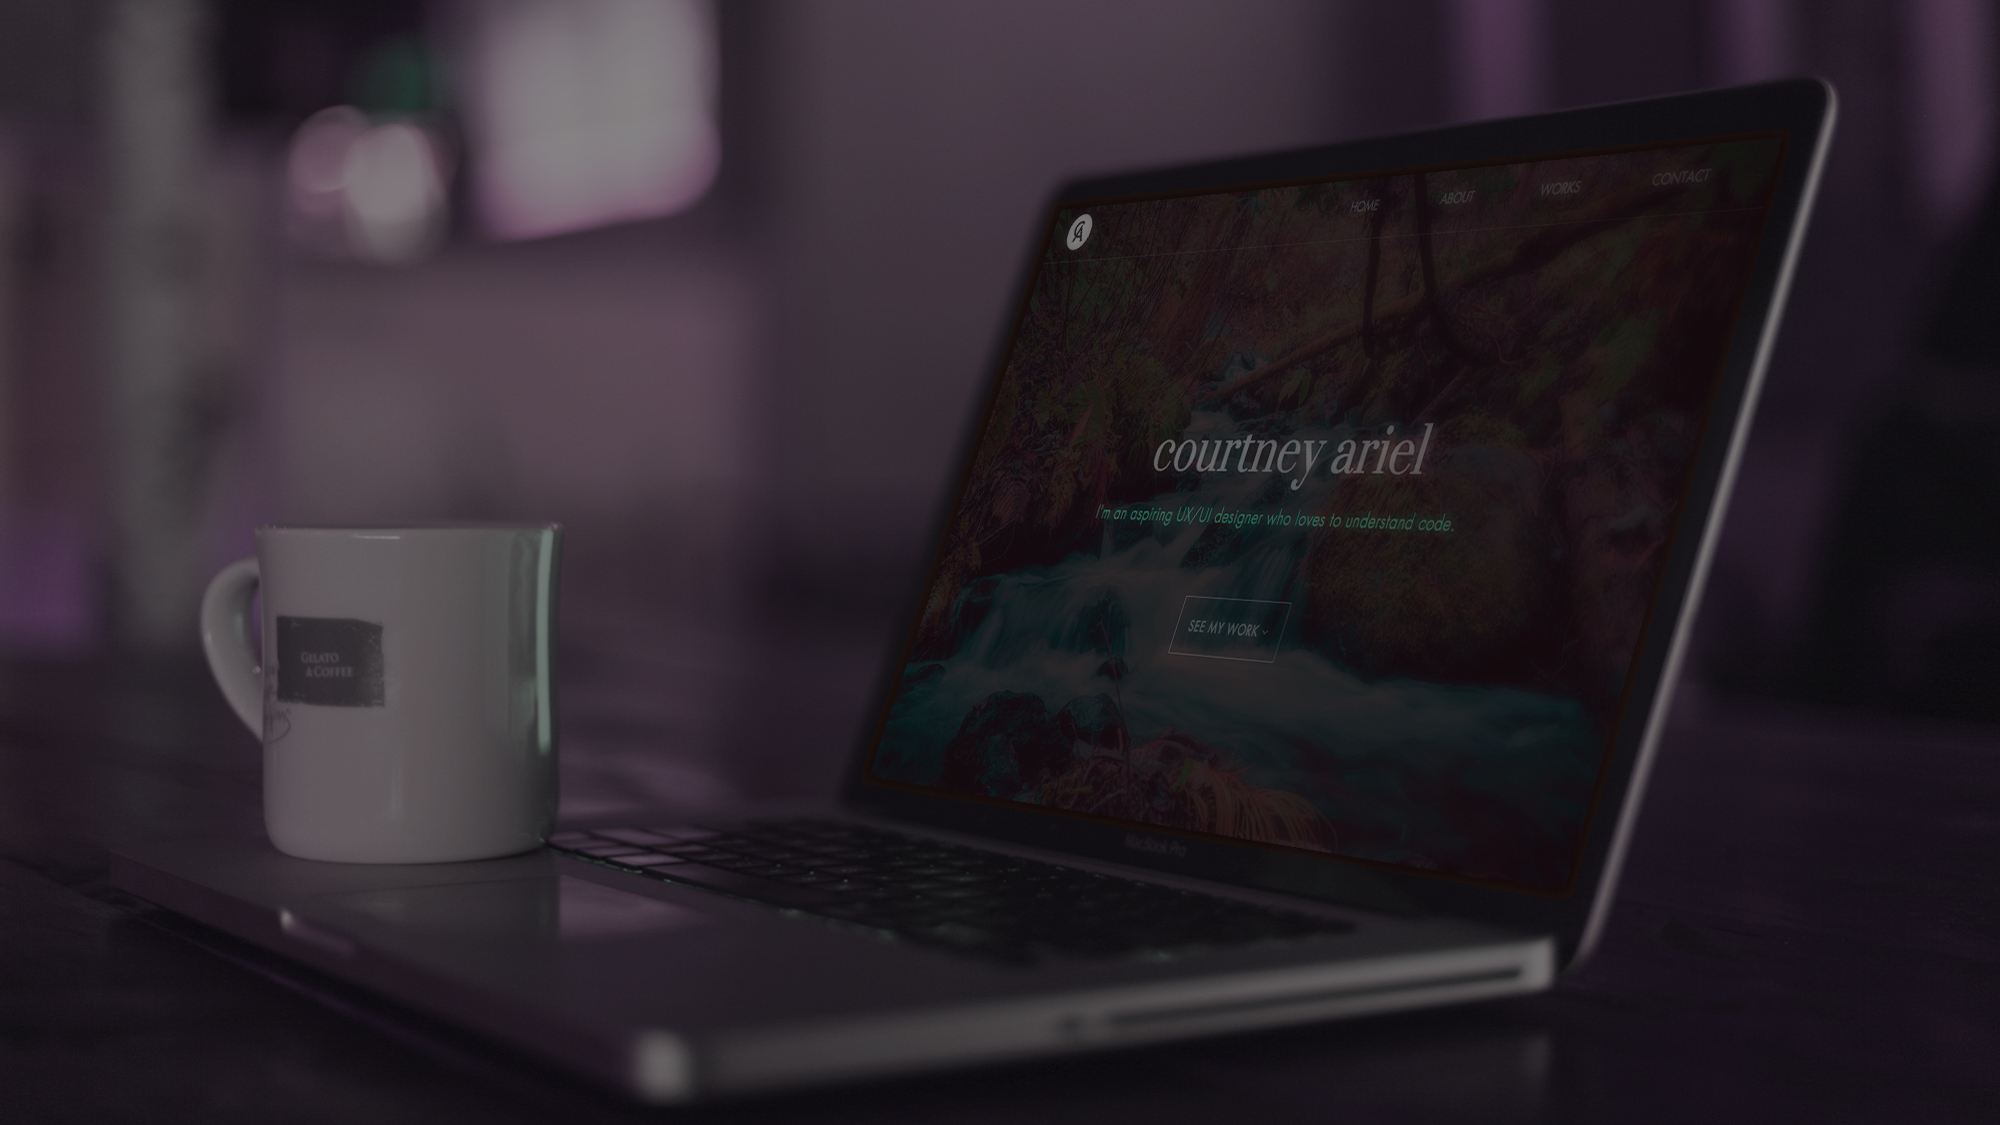 HOME ABOUT WORKS CONTACT
CA
courtney ariel
I'm an aspiring UX/UI designer who loves to understand code.
SEE MY WORK
GELATO
& COFFEE
MacBook Pro